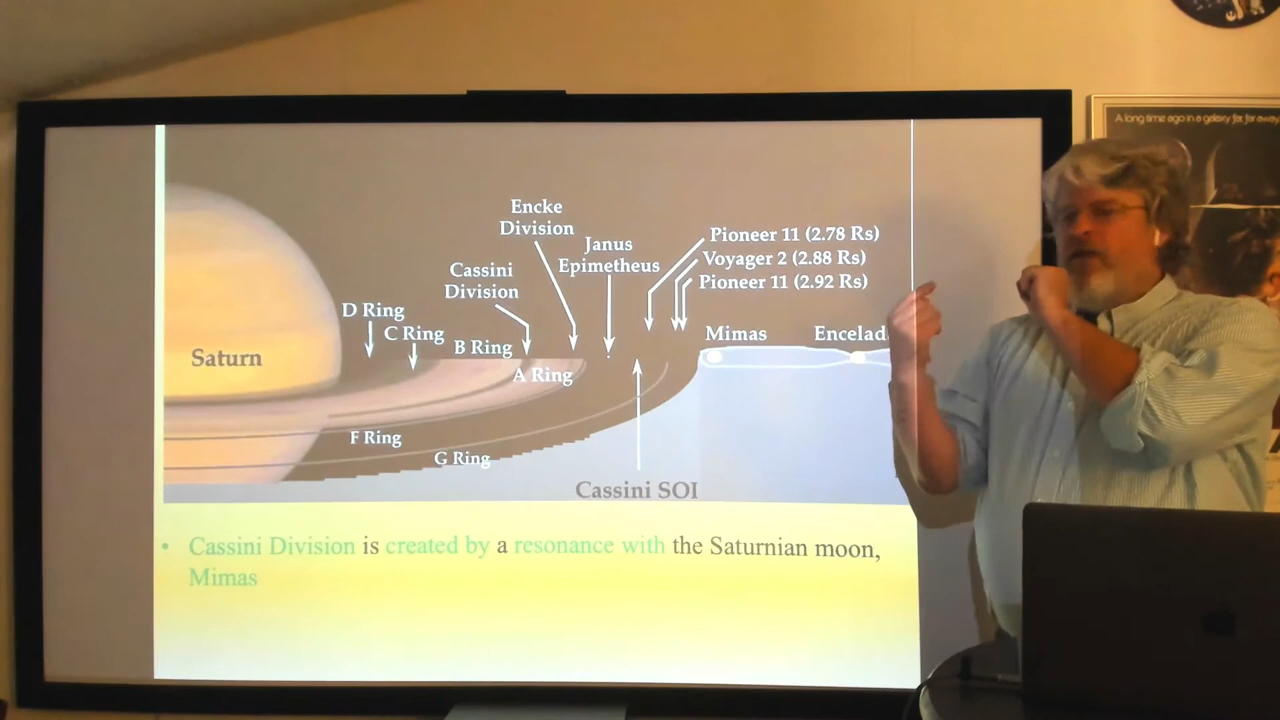 A long time ago in a galaxy far far away
Encke
Division
Janus
Epimetheus
Pioneer 11 (2.78 Rs)
Voyager 2 (2.88 Rs)
Pioneer 11 (2.92 Rs)
Cassini
Division
D Ring
C Ring
B Ring
A Ring
Mimas
Encelad
Saturn
F Ring
G Ring
Cassini SOI
• Cassini Division is created by a resonance with the Saturnian moon,
Mimas